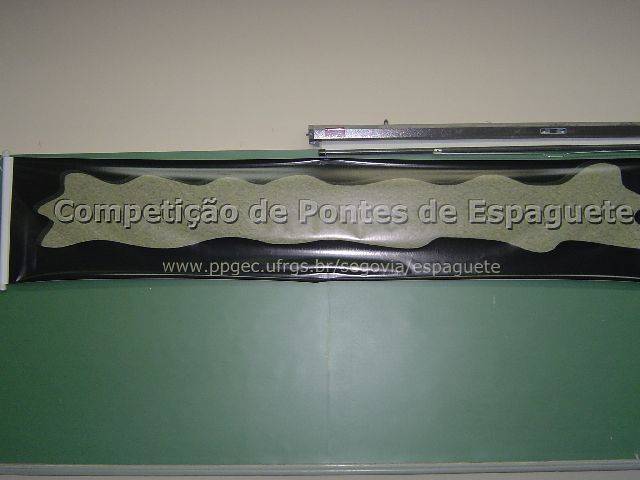 Competição de Pontes de Espaguete
www.ppgec.ufrgs.br/segovia/espaguete